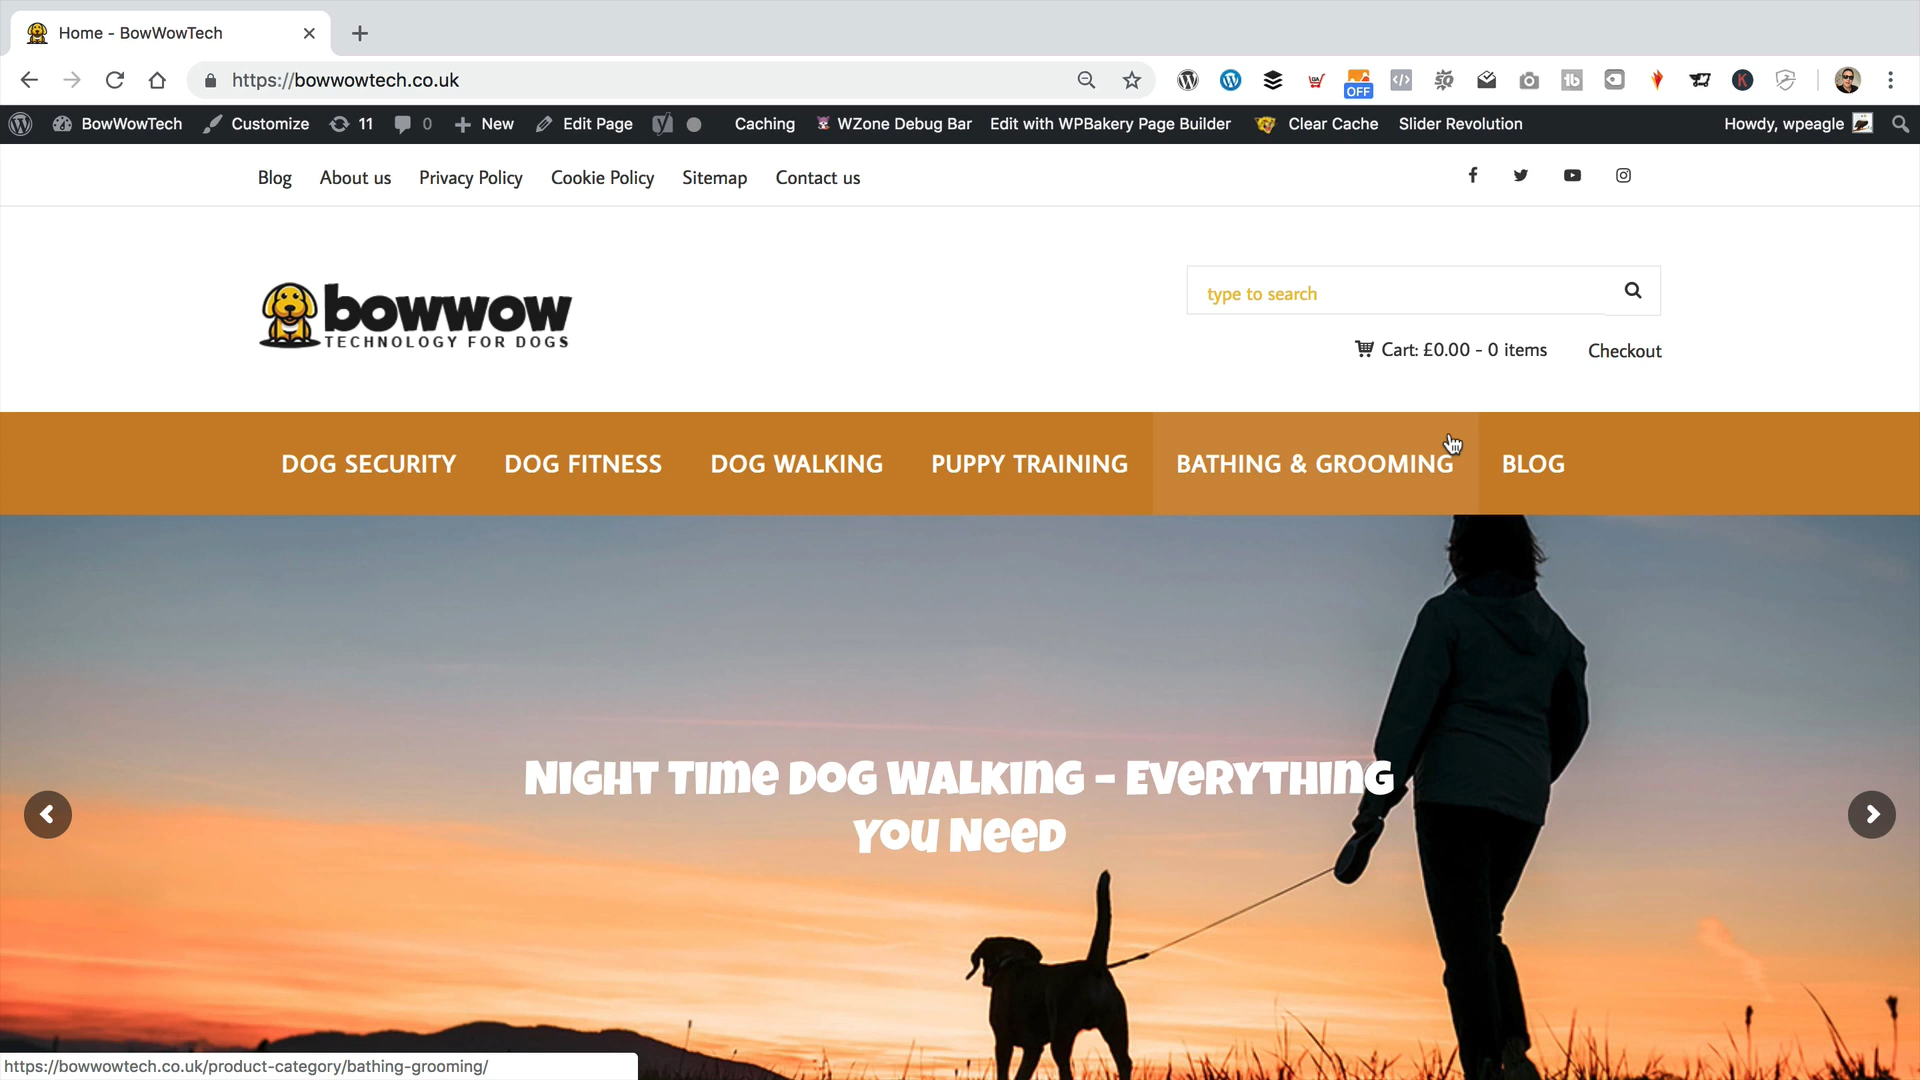 Home - BowWowTech
https://bowwowtech.co.uk
OFF
BowWowTech Customize 11 0 New Edit Page Caching WZone Debug Bar Edit with WPBakery Page Builder Clear Cache Slider Revolution Howdy, wpeagle
Blog About us Privacy Policy Cookie Policy Sitemap Contact us
bowwow
TECHNOLOGY FOR DOGS
type to search
Cart: £0.00 - 0 items Checkout
DOG SECURITY DOG FITNESS DOG WALKING PUPPY TRAINING BATHING & GROOMING BLOG
Night Time Dog Walking – Everything
You Need
https://bowwowtech.co.uk/product-category/bathing-grooming/